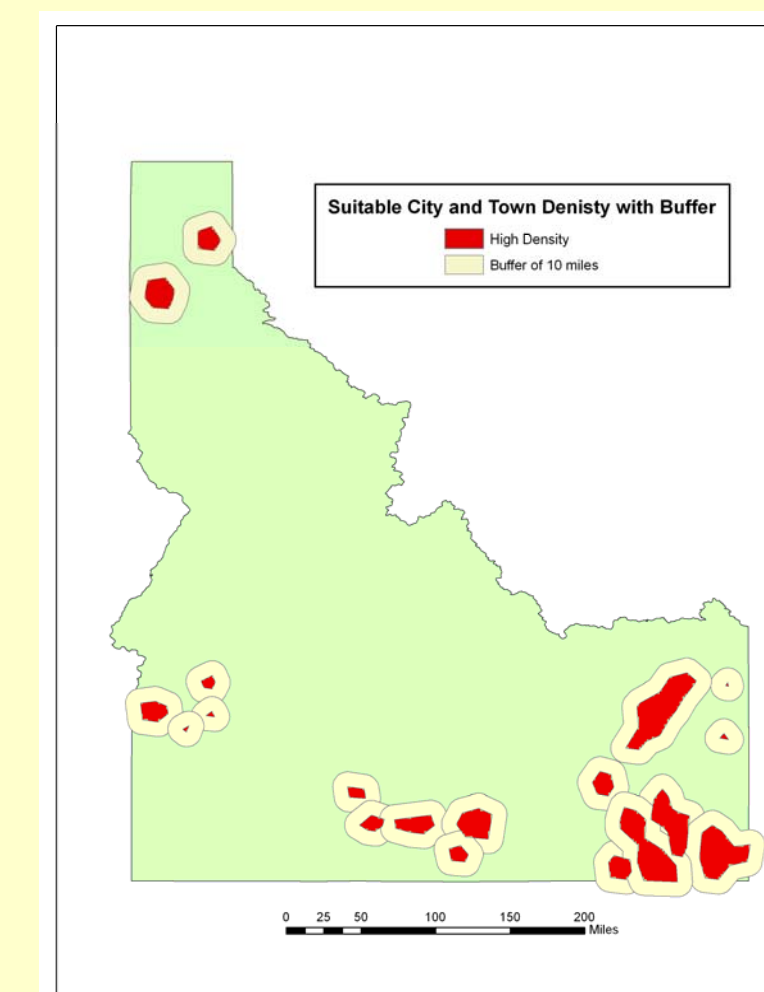 Suitable City and Town Denisty with Buffer
High Density
Buffer of 10 miles
0 25 50 100 150 200
Miles